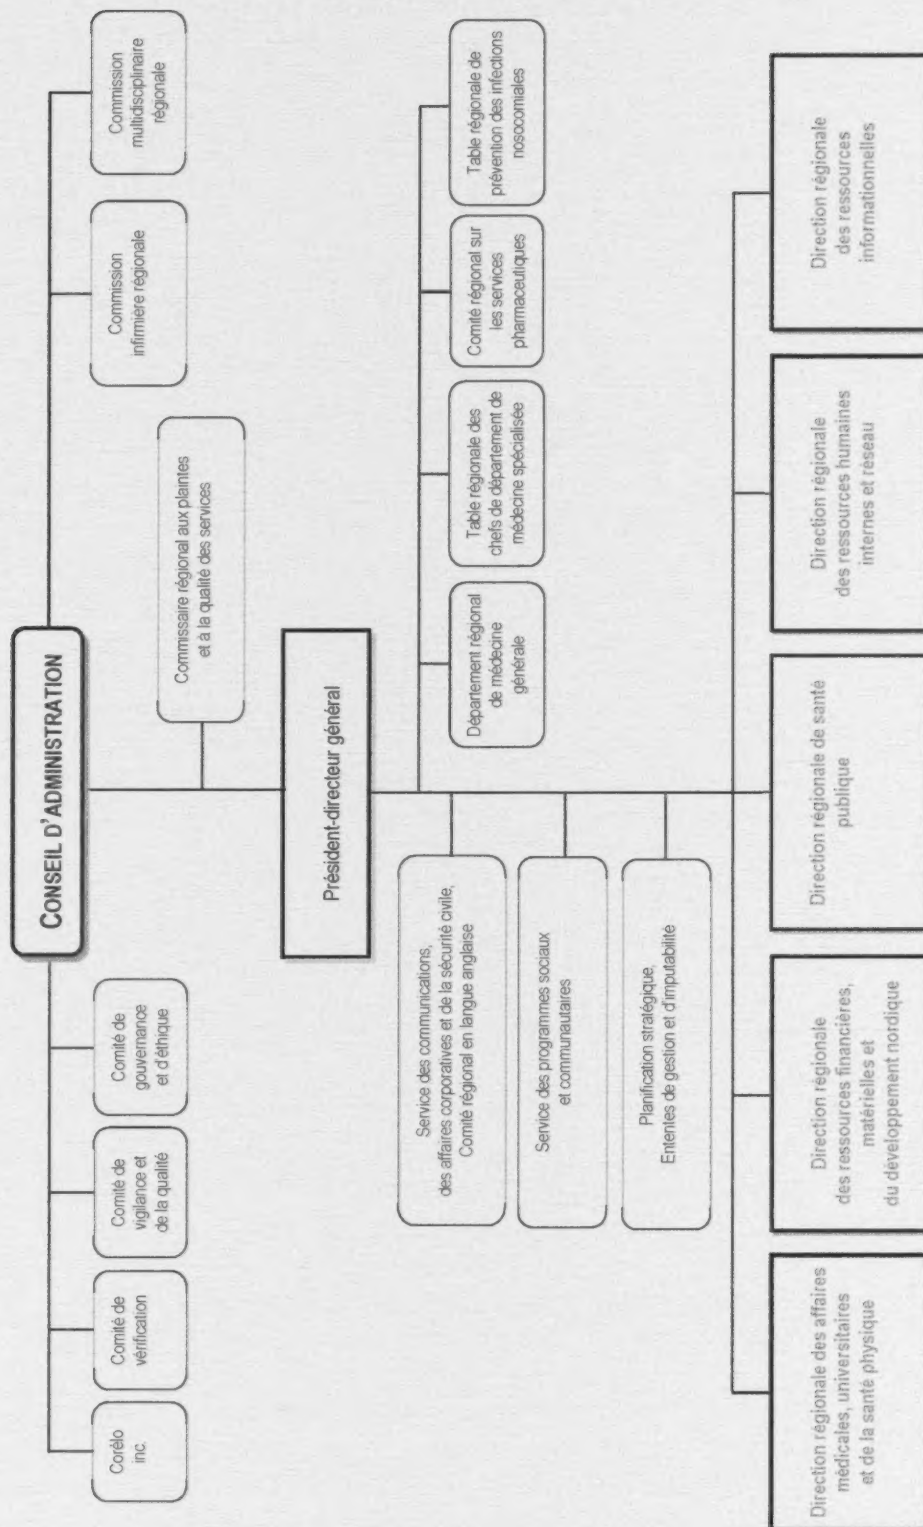 CONSEIL D'ADMINISTRATION
Corélo
inc.
Comité de
vérification
Comité de
vigilance et
de la qualité
Comité de
gouvernance
et d'éthique
Commission
infirmière régionale
Commission
multidisciplinaire
régionale
Commissaire régional aux plaintes
et à la qualité des services
Président-directeur général
Service des communications,
des affaires corporatives et de la sécurité civile,
Comité régional en langue anglaise
Service des programmes sociaux
et communautaires
Planification stratégique,
Ententes de gestion et d'imputabilité
Département régional
de médecine
générale
Table régionale des
chefs de département de
médecine spécialisée
Comité régional sur
les services
pharmaceutiques
Table régionale de
prévention des infections
nosocomiales
Direction régionale des affaires
médicales, universitaires
et de la santé physique
Direction régionale
des ressources financières,
matérielles et
du développement nordique
Direction régionale de santé
publique
Direction régionale
des ressources humaines
internes et réseau
Direction régionale
des ressources
informationnelles